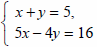 x + y = 5,
5x - 4y = 16